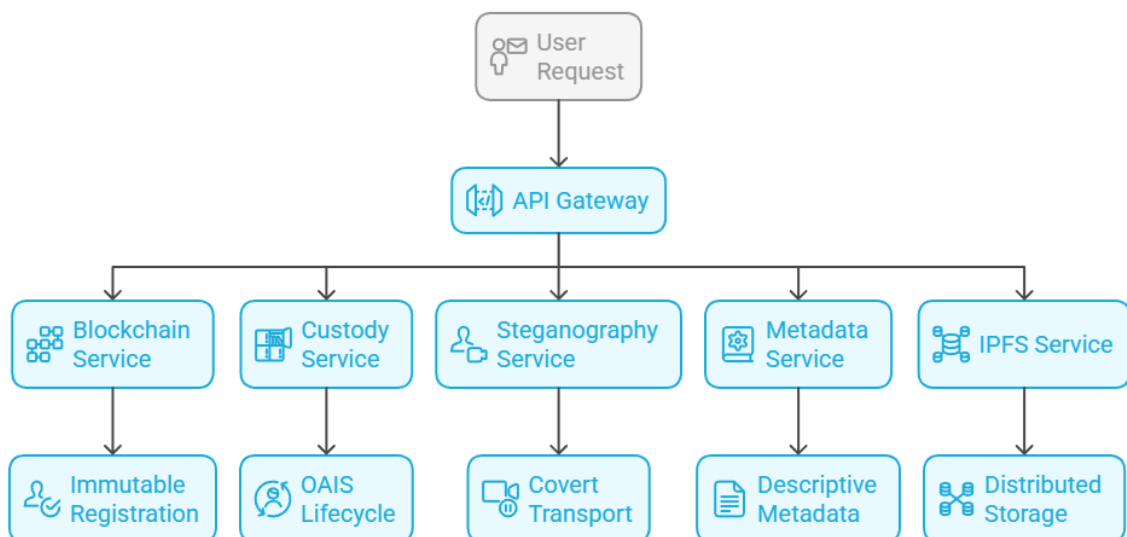 User
Request
API Gateway
Blockchain
Service
Custody
Service
Steganography
Service
Metadata
Service
IPFS Service
Immutable
Registration
OAIS
Lifecycle
Covert
Transport
Descriptive
Metadata
Distributed
Storage